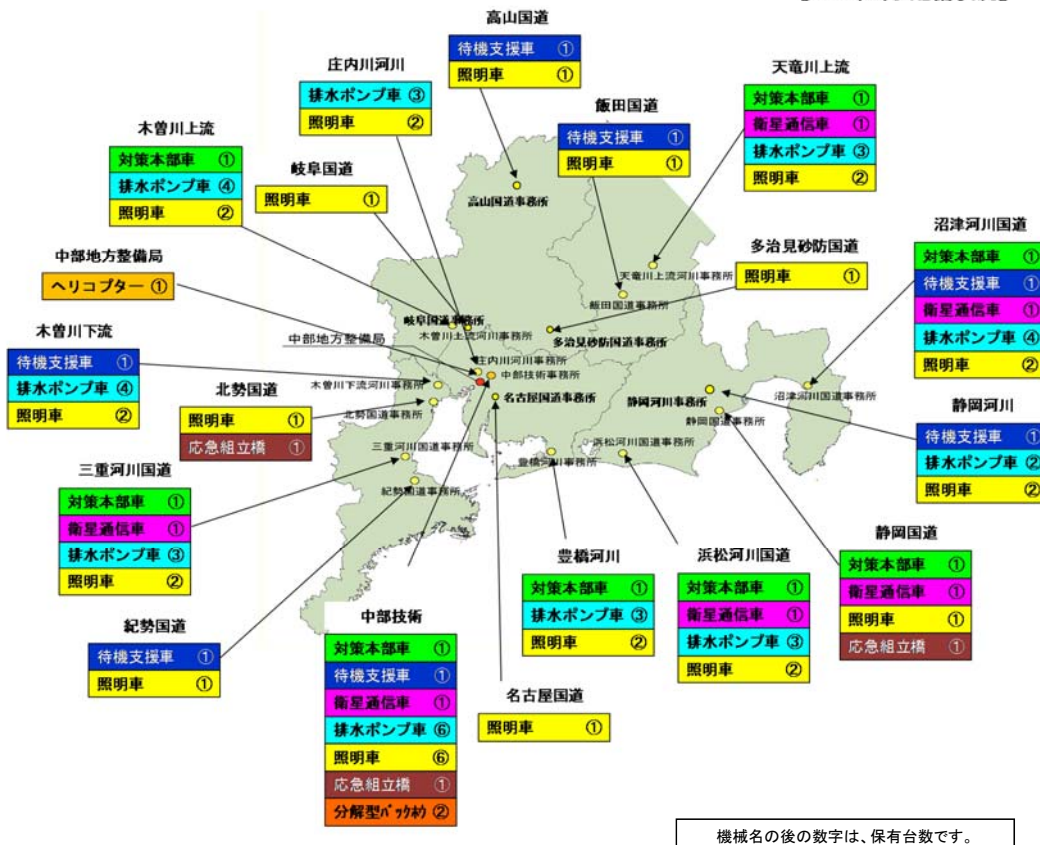 高山国道
待機支援車 ①
照明車 ①
庄内川河川
排水ポンプ車 ③
照明車 ②
天竜川上流
対策本部車 ①
衛星通信車 ①
排水ポンプ車 ③
照明車 ②
飯田国道
待機支援車 ①
照明車 ①
木曽川上流
対策本部車 ①
排水ポンプ車 ④
照明車 ②
岐阜国道
照明車 ①
沼津河川国道
対策本部車 ①
待機支援車 ①
衛星通信車 ①
排水ポンプ車 ④
照明車 ②
多治見砂防国道
照明車 ①
中部地方整備局
ヘリコプター ①
木曽川下流
待機支援車 ①
排水ポンプ車 ④
照明車 ②
北勢国道
照明車 ①
応急組立橋 ①
高山国道事務所
天竜川上流河川事務所
飯田国道事務所
岐阜国道事務所
木曽川上流河川事務所
中部地方整備局
多治見砂防国道事務所
庄内川河川事務所
中部技術事務所
木曽川下流河川事務所
名古屋国道事務所
北勢国道事務所
静岡河川事務所
静岡国道事務所
沼津河川国道事務所
三重河川国道事務所
浜松河川国道事務所
豊橋河川事務所
紀勢国道事務所
静岡河川
待機支援車 ①
排水ポンプ車 ②
照明車 ②
三重河川国道
対策本部車 ①
衛星通信車 ①
排水ポンプ車 ③
照明車 ②
静岡国道
対策本部車 ①
衛星通信車 ①
照明車 ①
応急組立橋 ①
豊橋河川
対策本部車 ①
排水ポンプ車 ③
照明車 ②
浜松河川国道
対策本部車 ①
衛星通信車 ①
排水ポンプ車 ③
照明車 ②
紀勢国道
待機支援車 ①
照明車 ①
中部技術
対策本部車 ①
待機支援車 ①
衛星通信車 ①
排水ポンプ車 ⑥
照明車 ⑥
応急組立橋 ①
分解型バックホウ ②
名古屋国道
照明車 ①
機械名の後の数字は、保有台数です。